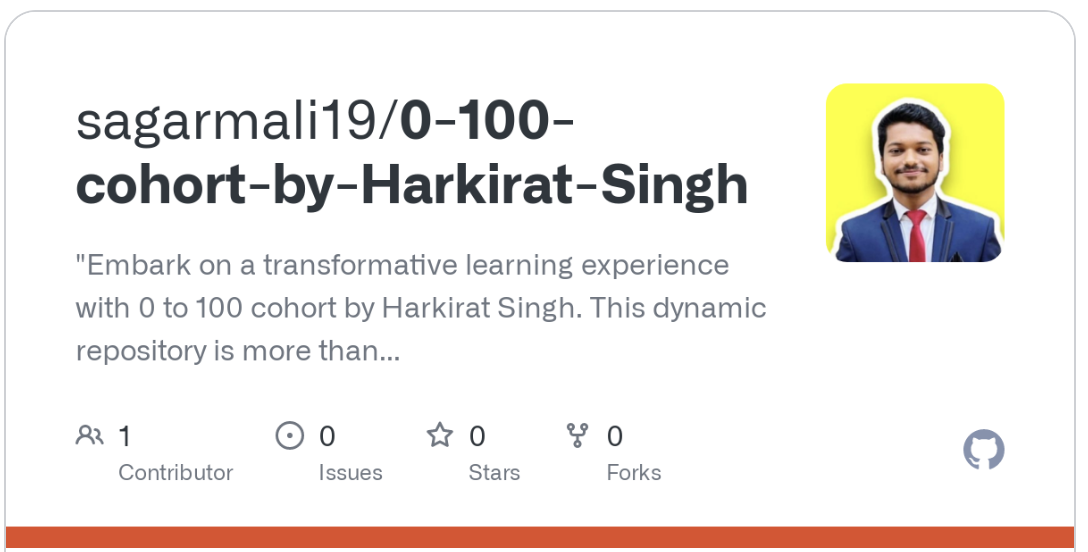 sagarmali19/0-100-
cohort-by-Harkirat-Singh
"Embark on a transformative learning experience
with 0 to 100 cohort by Harkirat Singh. This dynamic
repository is more than...
1 0 0 0
Contributor Issues Stars Forks